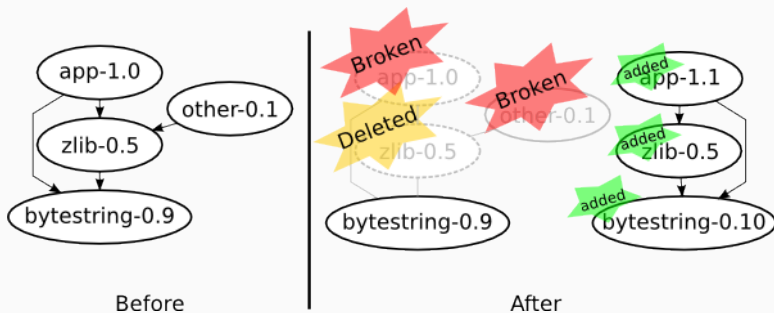 app-1.0
other-0.1
zlib-0.5
bytestring-0.9
Before
Broken
app-1.0
Broken
other-0.1
Deleted
zlib-0.5
bytestring-0.9
added
app-1.1
added
zlib-0.5
added
bytestring-0.10
After